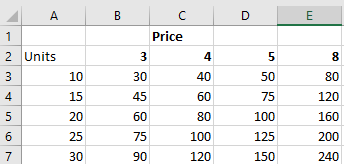 A B C D E
1 Price
2 Units 3 4 5 8
3 10 30 40 50 80
4 15 45 60 75 120
5 20 60 80 100 160
6 25 75 100 125 200
7 30 90 120 150 240